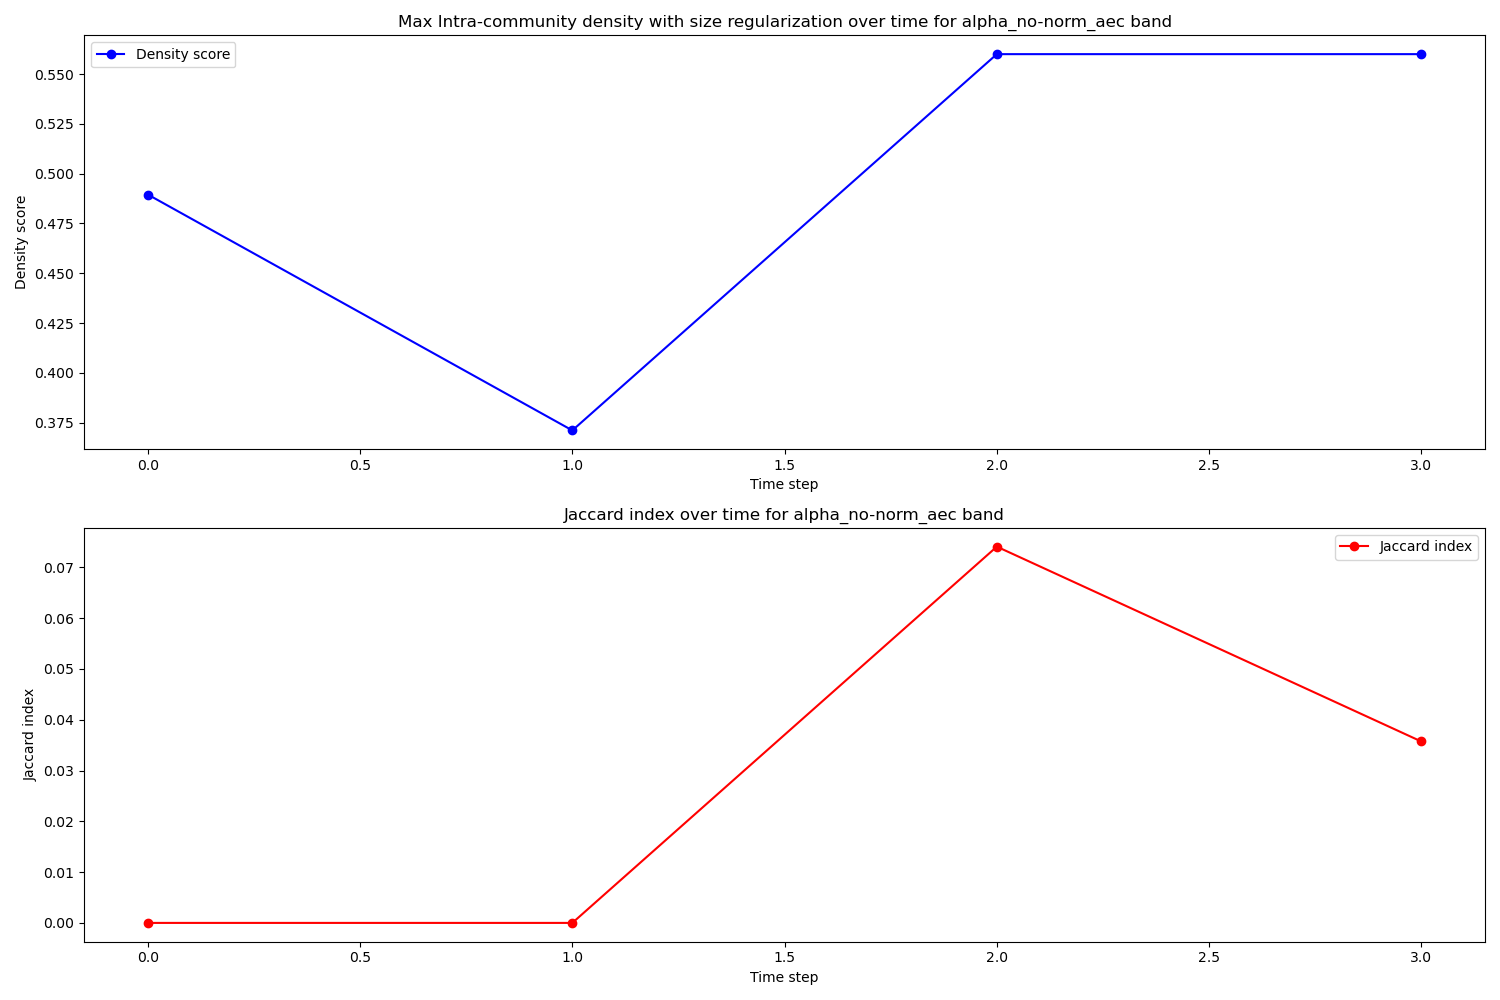 Max Intra-community density with size regularization over time for alpha_no-norm_aec band
Density score
0.550
0.525
0.500
0.475
0.450
0.425
0.400
0.375
Density score
0.0 0.5 1.0 1.5 2.0 2.5 3.0
Time step
Jaccard index over time for alpha_no-norm_aec band
Jaccard index
0.07
0.06
0.05
0.04
0.03
0.02
0.01
0.00
Jaccard index
0.0 0.5 1.0 1.5 2.0 2.5 3.0
Time step